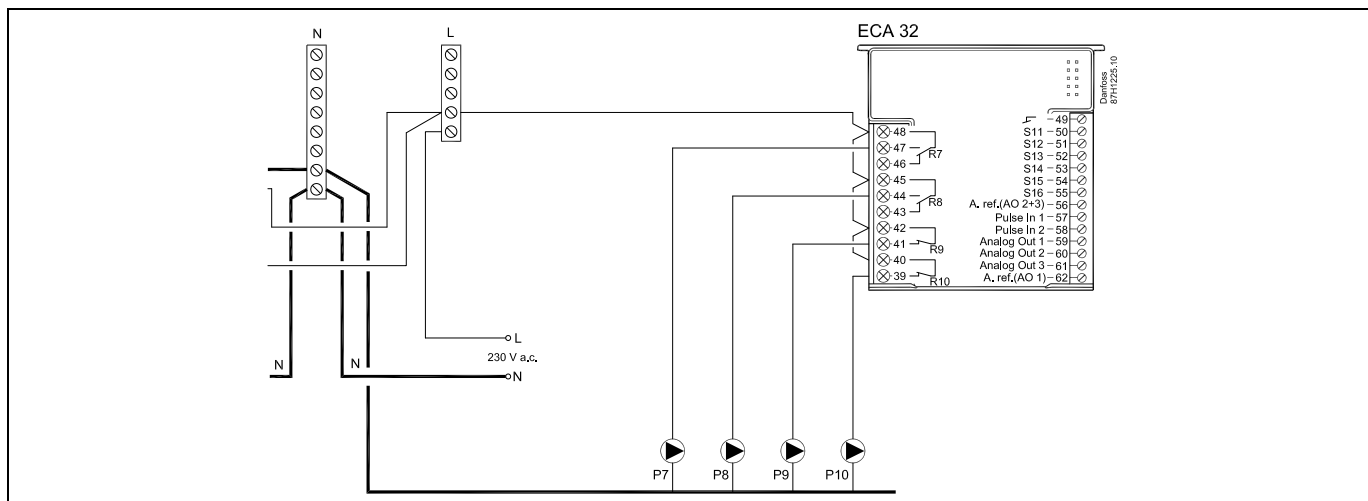 N
L
ECA 32
Danfoss
87H1225.10
48
47
R7
46
45
44
R8
43
42
41
R9
40
39
R10
49
S11 - 50
S12 - 51
S13 - 52
S14 - 53
S15 - 54
S16 - 55
A. ref.(AO 2+3) - 56
Pulse In 1 - 57
Pulse In 2 - 58
Analog Out 1 - 59
Analog Out 2 - 60
Analog Out 3 - 61
A. ref.(AO 1) - 62
L
230 V a.c.
N
N
N
P7
P8
P9
P10